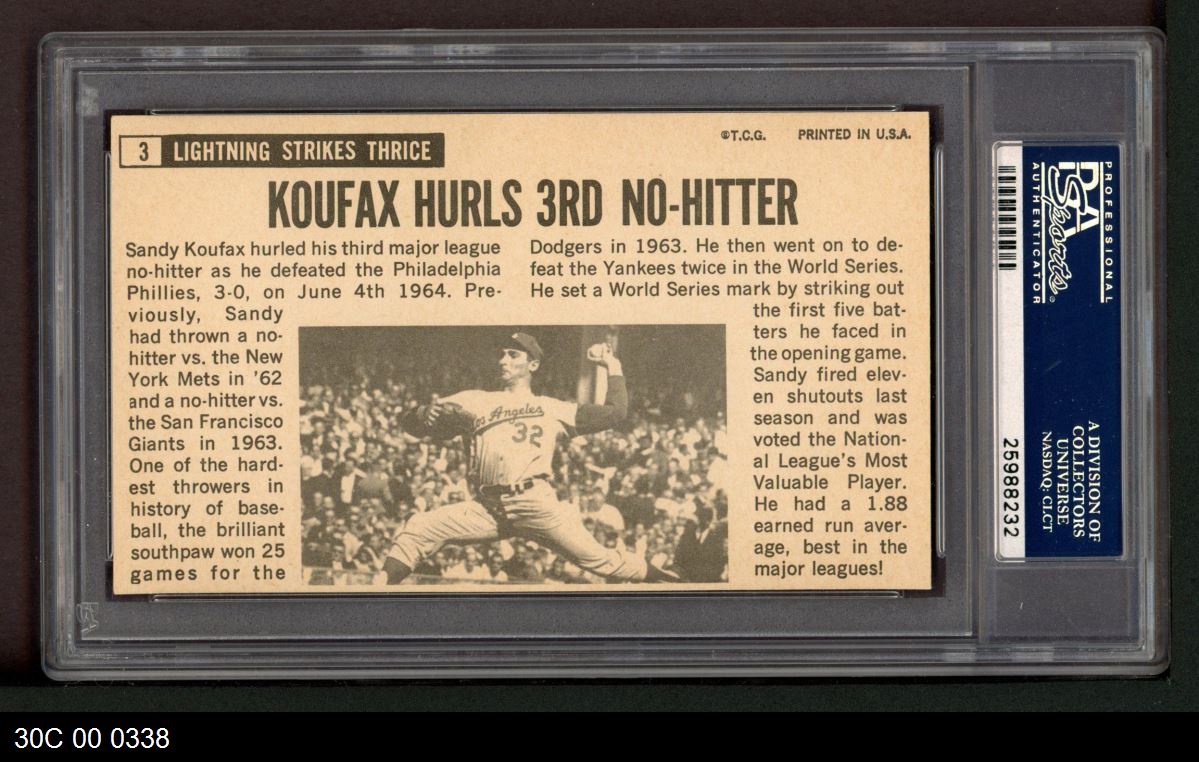 3 LIGHTNING STRIKES THRICE
©T.C.G. PRINTED IN U.S.A.
KOUFAX HURLS 3RD NO-HITTER
Sandy Koufax hurled his third major league
no-hitter as he defeated the Philadelphia
Phillies, 3-0, on June 4th 1964. Pre-
viously, Sandy
had thrown a no-
hitter vs. the New
York Mets in '62
and a no-hitter vs.
the San Francisco
Giants in 1963.
One of the hard-
est throwers in
history of base-
ball, the brilliant
southpaw won 25
games for the
Dodgers in 1963. He then went on to de-
feat the Yankees twice in the World Series.
He set a World Series mark by striking out
the first five bat-
ters he faced in
the opening game.
Sandy fired elev-
en shutouts last
season and was
voted the Nation-
al League's Most
Valuable Player.
He had a 1.88
earned run aver-
age, best in the
major leagues!
Los Angeles
32
PROFESSIONAL
PSA
Sports
AUTHENTICATOR
A DIVISION OF
COLLECTORS
UNIVERSE
NASDAQ: CLCT
25988232
30C 00 0338